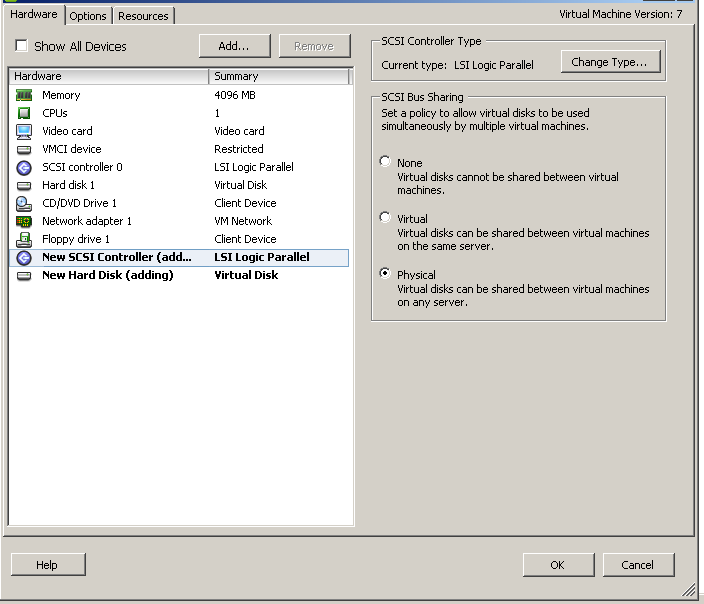 Hardware Options Resources Virtual Machine Version: 7
Show All Devices Add... Remove
Hardware Summary
Memory 4096 MB
CPUs 1
Video card Video card
VMCI device Restricted
SCSI controller 0 LSI Logic Parallel
Hard disk 1 Virtual Disk
CD/DVD Drive 1 Client Device
Network adapter 1 VM Network
Floppy drive 1 Client Device
New SCSI Controller (add... LSI Logic Parallel
New Hard Disk (adding) Virtual Disk
SCSI Controller Type
Current type: LSI Logic Parallel Change Type...
SCSI Bus Sharing
Set a policy to allow virtual disks to be used
simultaneously by multiple virtual machines.
None
Virtual disks cannot be shared between virtual
machines.
Virtual
Virtual disks can be shared between virtual machines
on the same server.
Physical
Virtual disks can be shared between virtual machines
on any server.
Help OK Cancel